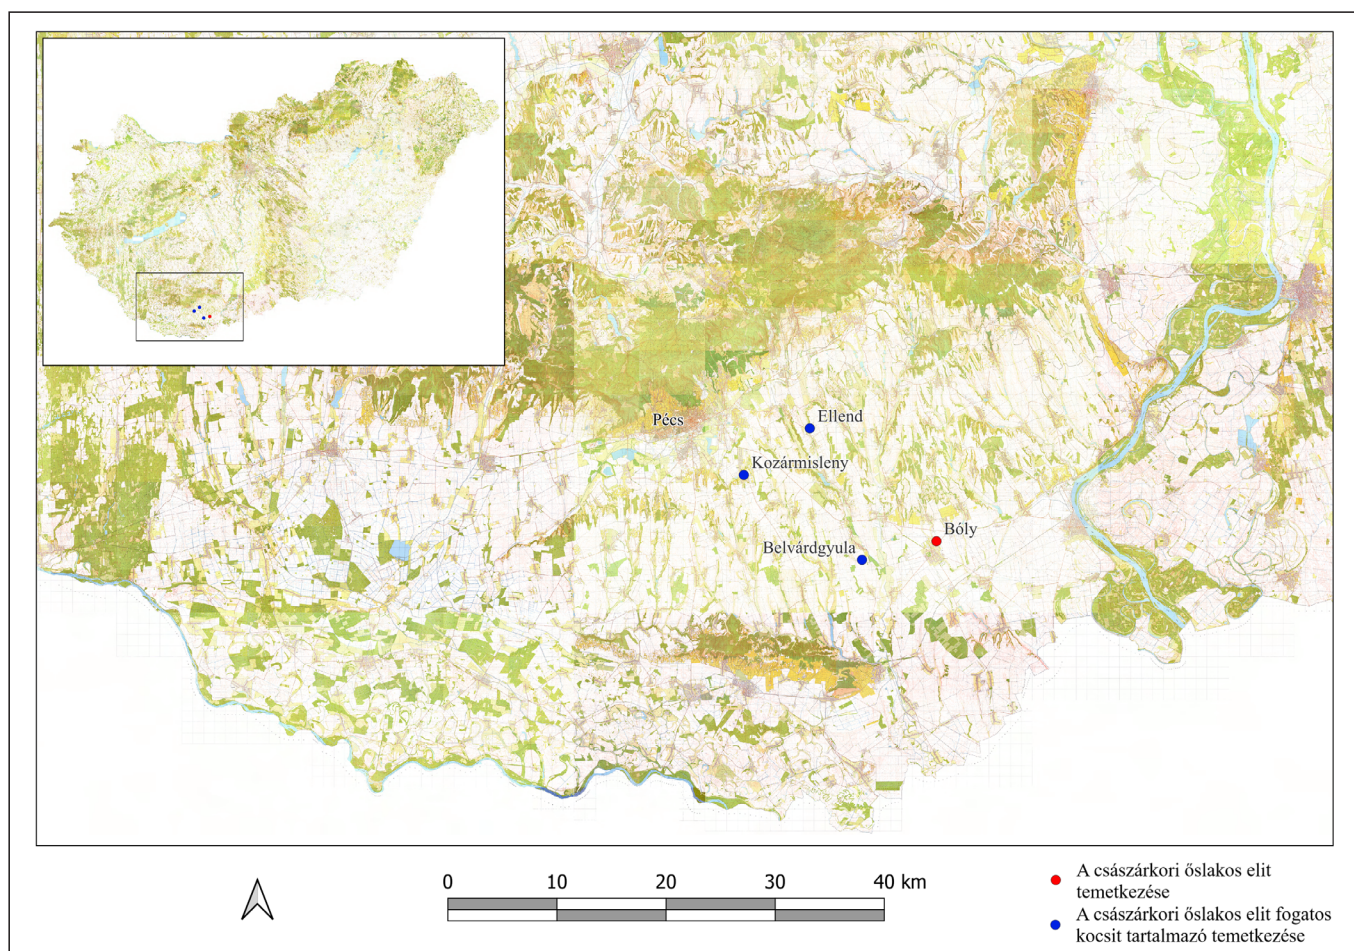 Pécs
Ellend
Kozármisleny
Bóly
Belvárdgyula
0 10 20 30 40 km
A császárkori őslakos elit
temetkezése
A császárkori őslakos elit fogatos
kocsit tartalmazó temetkezése